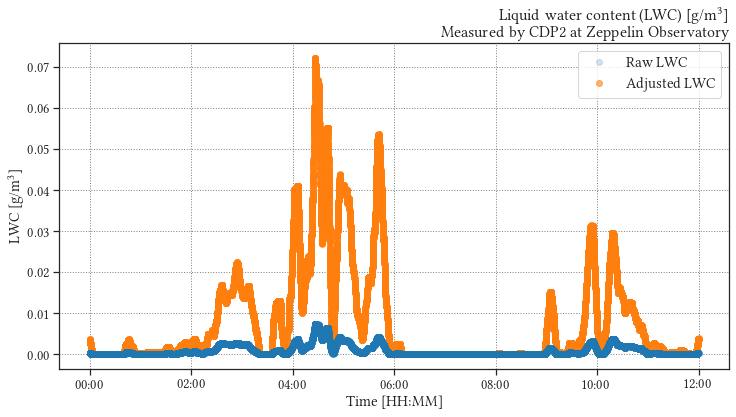 Liquid water content (LWC) [g/m³]
Measured by CDP2 at Zeppelin Observatory
Raw LWC
Adjusted LWC
LWC [g/m³]
0.07
0.06
0.05
0.04
0.03
0.02
0.01
0.00
00:00
02:00
04:00
06:00
08:00
10:00
12:00
Time [HH:MM]